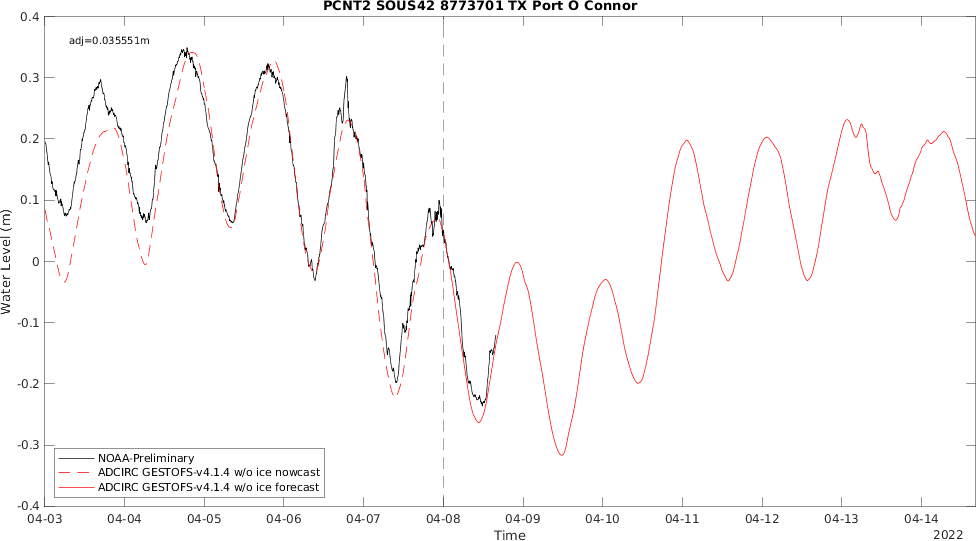 PCNT2 SOUS42 8773701 TX Port O Connor
adj=0.035551m
0.4
0.3
0.2
0.1
0
-0.1
-0.2
-0.3
-0.4
Water Level (m)
NOAA-Preliminary
ADCIRC GESTOFS-v4.1.4 w/o ice nowcast
ADCIRC GESTOFS-v4.1.4 w/o ice forecast
04-03 04-04 04-05 04-06 04-07 04-08 04-09 04-10 04-11 04-12 04-13 04-14
Time
2022